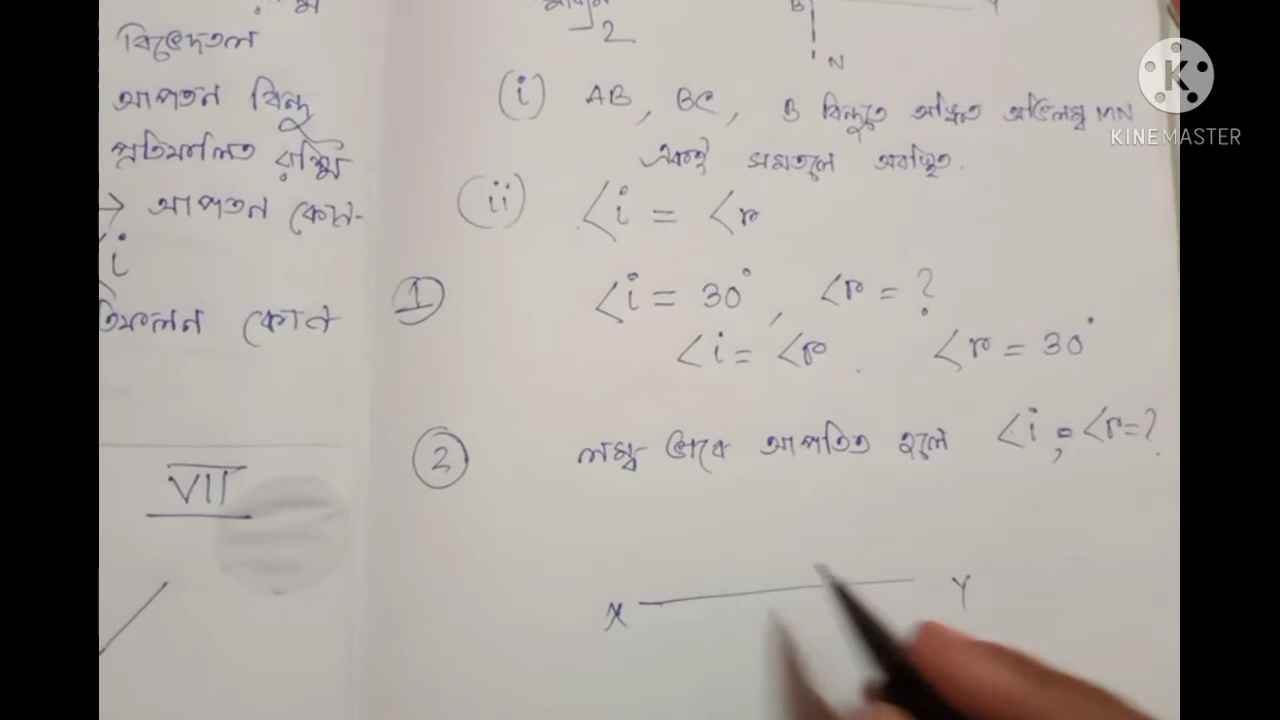 বিভেদতল
আপতন বিন্দু
প্রতিফলিত রশ্মি
→ আপতন কোন-
i
তিফলন কোন
VII
2
B
Y
N
(i) AB, BC, B বিন্দুতে অঙ্কিত অভিলম্ব MN
একই সমতলে অবস্থিত.
(ii) <i = <r
1 <i = 30°, <r = ?
<i = <r. <r = 30°
2 লম্ব ভাবে আপতিত হলে <i, <r = ?
X Y
K
KINEMASTER